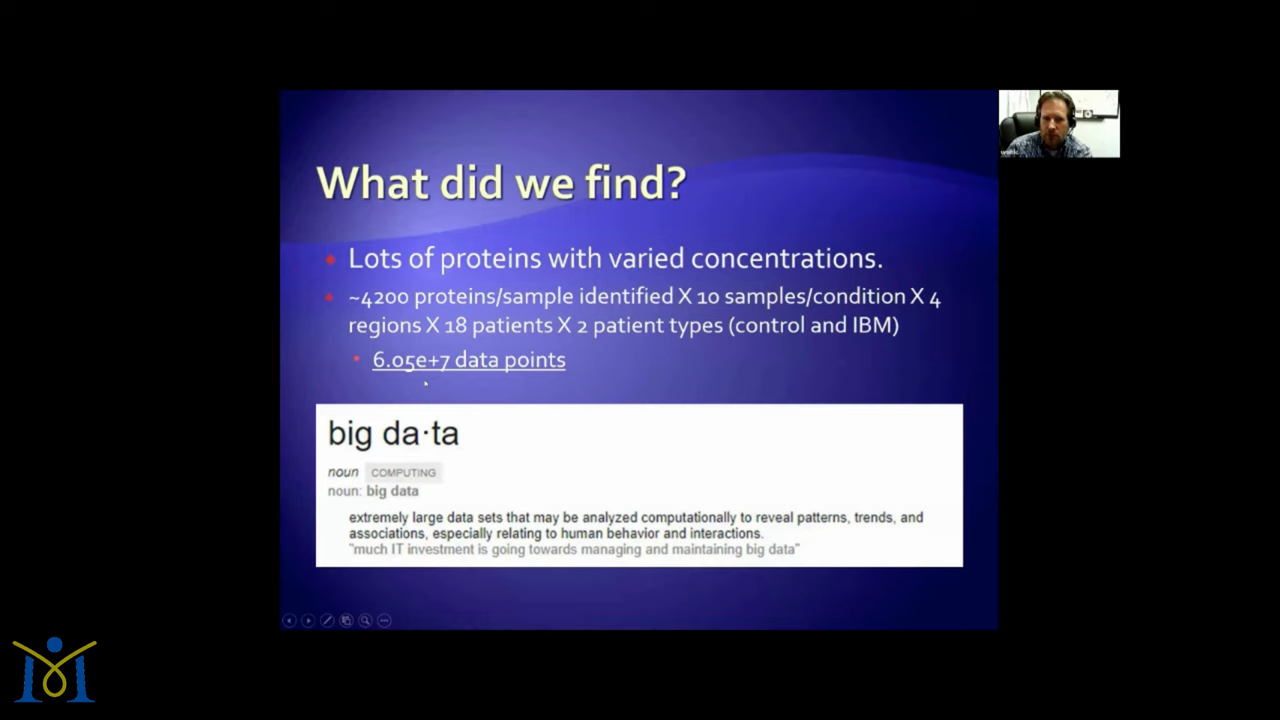 What did we find?
Lots of proteins with varied concentrations.
~4200 proteins/sample identified X 10 samples/condition X 4
regions X 18 patients X 2 patient types (control and IBM)
6.05e+7 data points
big da·ta
noun COMPUTING
noun: big data
extremely large data sets that may be analyzed computationally to reveal patterns, trends, and
associations, especially relating to human behavior and interactions.
"much IT investment is going towards managing and maintaining big data"